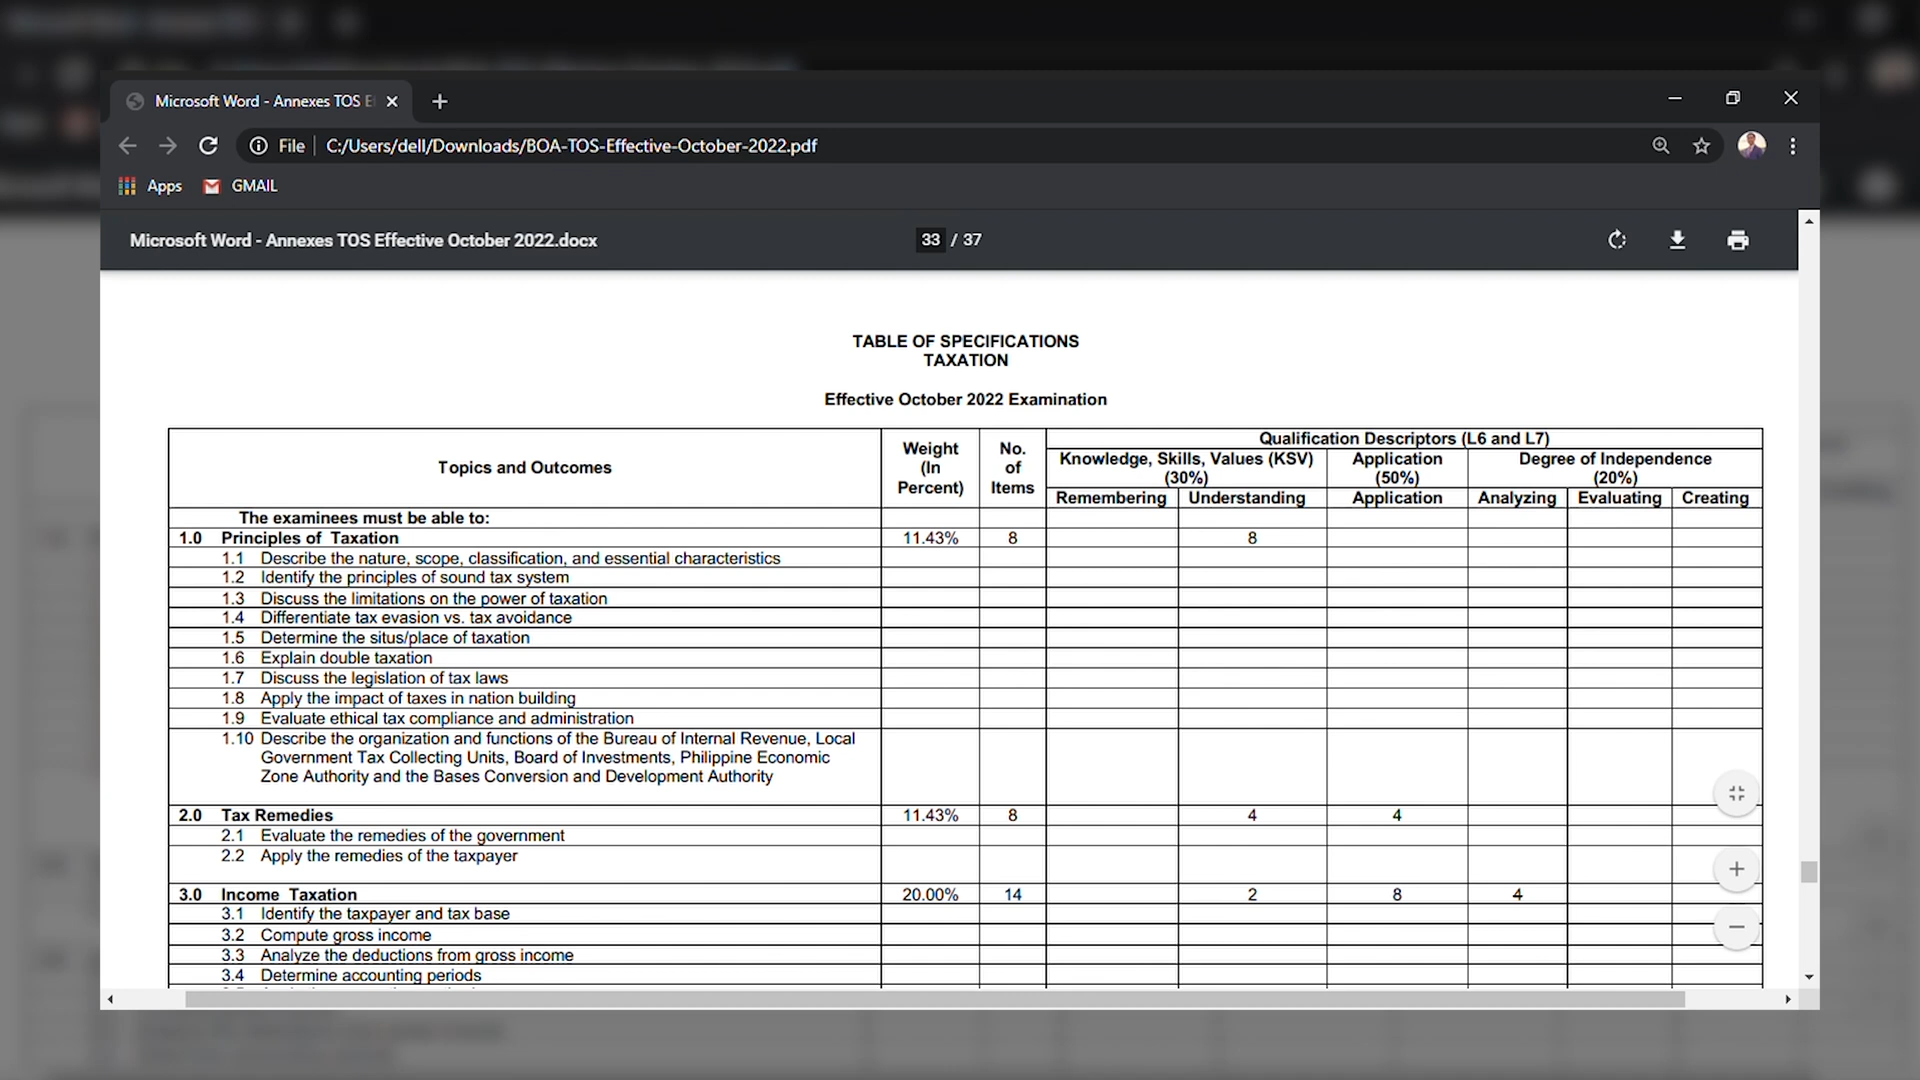 Microsoft Word - Annexes TOS E
File
C:/Users/dell/Downloads/BOA-TOS-Effective-October-2022.pdf
Apps
GMAIL
Microsoft Word - Annexes TOS Effective October 2022.docx
33 / 37
TABLE OF SPECIFICATIONS
TAXATION
Effective October 2022 Examination
Topics and Outcomes
Weight (In Percent)
No. of Items
Qualification Descriptors (L6 and L7)
Knowledge, Skills, Values (KSV) (30%)
Application (50%)
Degree of Independence (20%)
Remembering Understanding Application Analyzing Evaluating Creating
The examinees must be able to:
1.0 Principles of Taxation 11.43% 8 8
1.1 Describe the nature, scope, classification, and essential characteristics
1.2 Identify the principles of sound tax system
1.3 Discuss the limitations on the power of taxation
1.4 Differentiate tax evasion vs. tax avoidance
1.5 Determine the situs/place of taxation
1.6 Explain double taxation
1.7 Discuss the legislation of tax laws
1.8 Apply the impact of taxes in nation building
1.9 Evaluate ethical tax compliance and administration
1.10 Describe the organization and functions of the Bureau of Internal Revenue, Local
Government Tax Collecting Units, Board of Investments, Philippine Economic
Zone Authority and the Bases Conversion and Development Authority
2.0 Tax Remedies 11.43% 8 4 4
2.1 Evaluate the remedies of the government
2.2 Apply the remedies of the taxpayer
3.0 Income Taxation 20.00% 14 2 8 4
3.1 Identify the taxpayer and tax base
3.2 Compute gross income
3.3 Analyze the deductions from gross income
3.4 Determine accounting periods